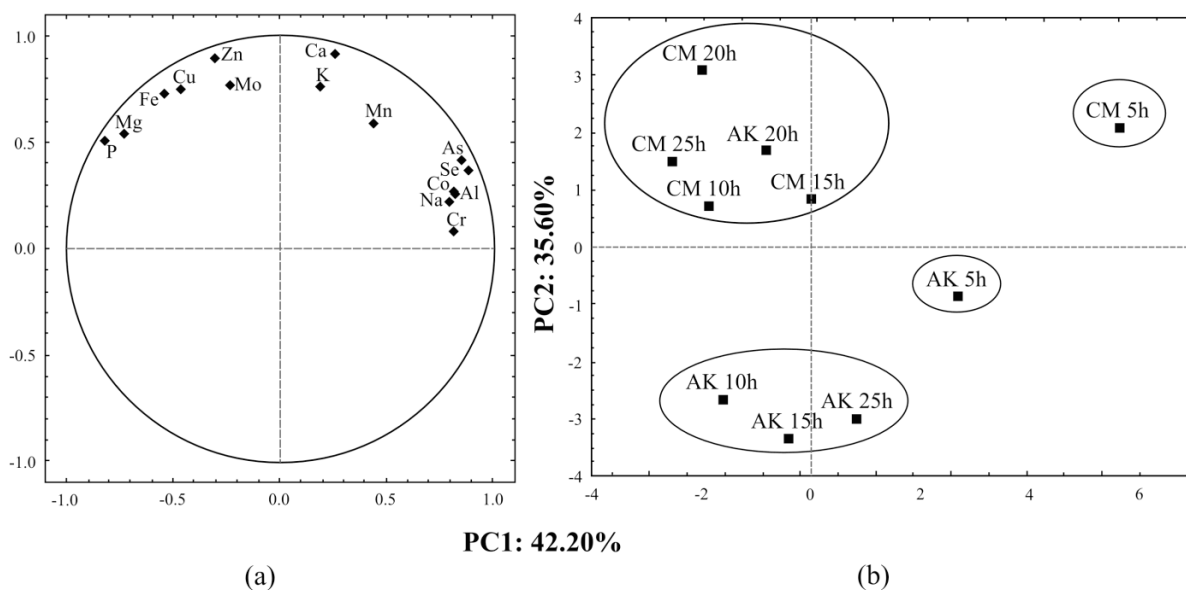 1.0
0.5
0.0
-0.5
-1.0
-1.0
-0.5
0.0
0.5
1.0
Zn
Ca
Cu
Mo
K
Fe
Mn
Mg
P
As
Se
Co
Al
Na
Cr
PC2: 35.60%
4
3
2
1
0
-1
-2
-3
-4
-4
-2
0
2
4
6
CM 20h
CM 5h
CM 25h
AK 20h
CM 10h
CM 15h
AK 5h
AK 10h
AK 25h
AK 15h
PC1: 42.20%
(a)
(b)